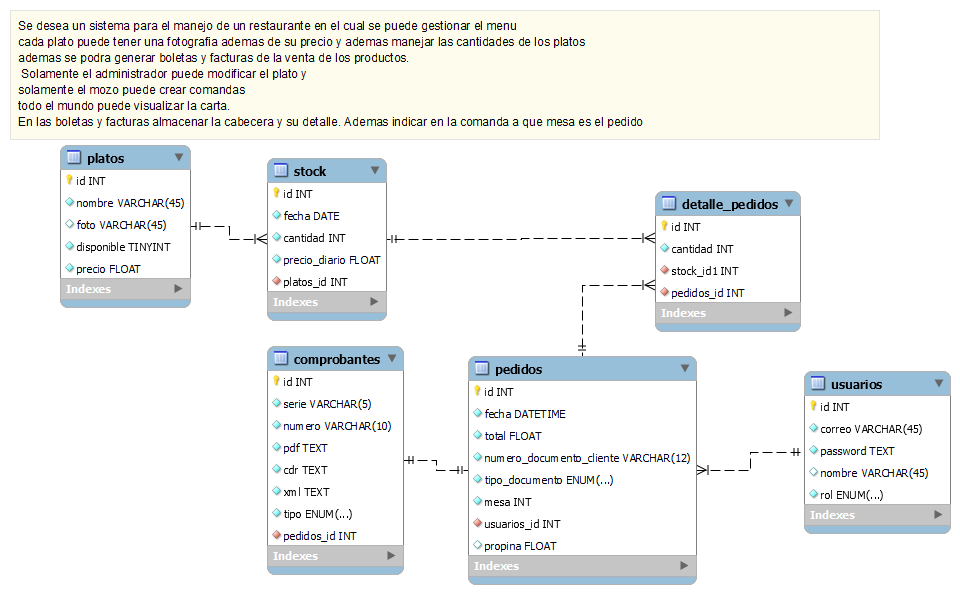 Se desea un sistema para el manejo de un restaurante en el cual se puede gestionar el menu
cada plato puede tener una fotografia ademas de su precio y ademas manejar las cantidades de los platos
ademas se podra generar boletas y facturas de la venta de los productos.
Solamente el administrador puede modificar el plato y
solamente el mozo puede crear comandas
todo el mundo puede visualizar la carta.
En las boletas y facturas almacenar la cabecera y su detalle. Ademas indicar en la comanda a que mesa es el pedido
platos
id INT
nombre VARCHAR(45)
foto VARCHAR(45)
disponible TINYINT
precio FLOAT
Indexes
stock
id INT
fecha DATE
cantidad INT
precio_diario FLOAT
platos_id INT
Indexes
detalle_pedidos
id INT
cantidad INT
stock_id1 INT
pedidos_id INT
Indexes
comprobantes
id INT
serie VARCHAR(5)
numero VARCHAR(10)
pdf TEXT
cdr TEXT
xml TEXT
tipo ENUM(...)
pedidos_id INT
Indexes
pedidos
id INT
fecha DATETIME
total FLOAT
numero_documento_cliente VARCHAR(12)
tipo_documento ENUM(...)
mesa INT
usuarios_id INT
propina FLOAT
Indexes
usuarios
id INT
correo VARCHAR(45)
password TEXT
nombre VARCHAR(45)
rol ENUM(...)
Indexes